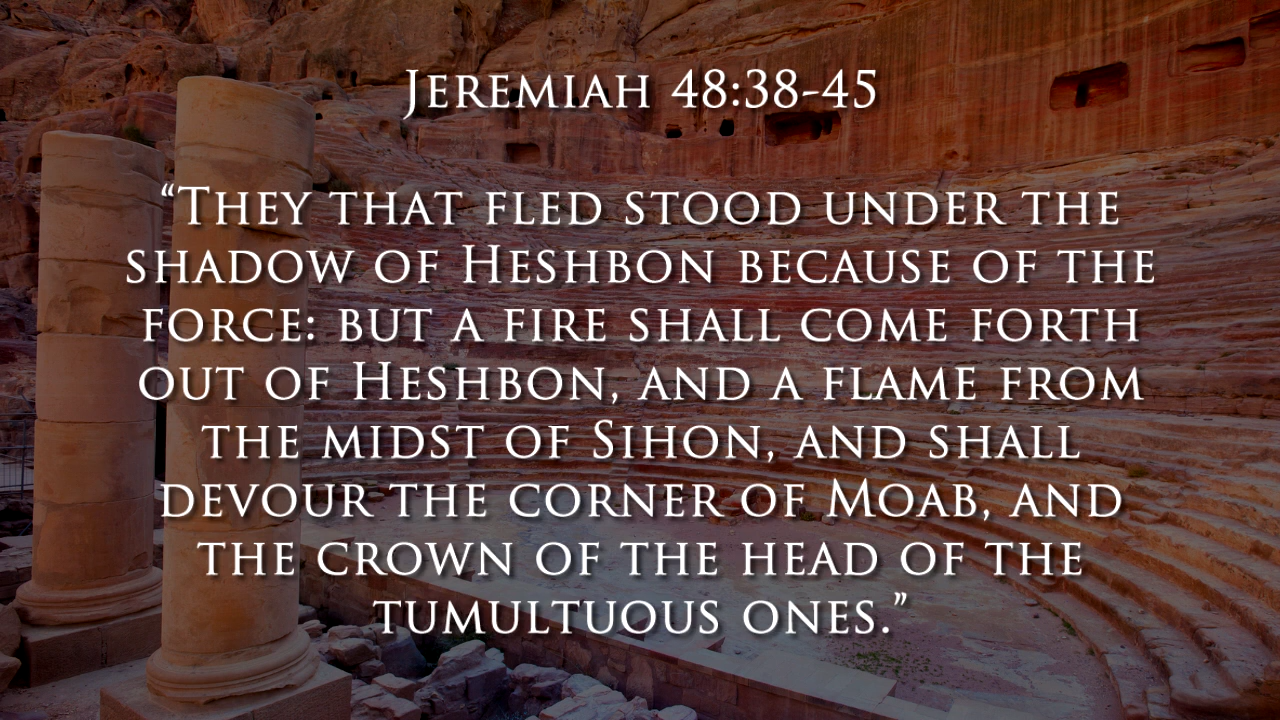 Jeremiah 48:38-45
“They that fled stood under the
shadow of Heshbon because of the
force: but a fire shall come forth
out of Heshbon, and a flame from
the midst of Sihon, and shall
devour the corner of Moab, and
the crown of the head of the
tumultuous ones.”